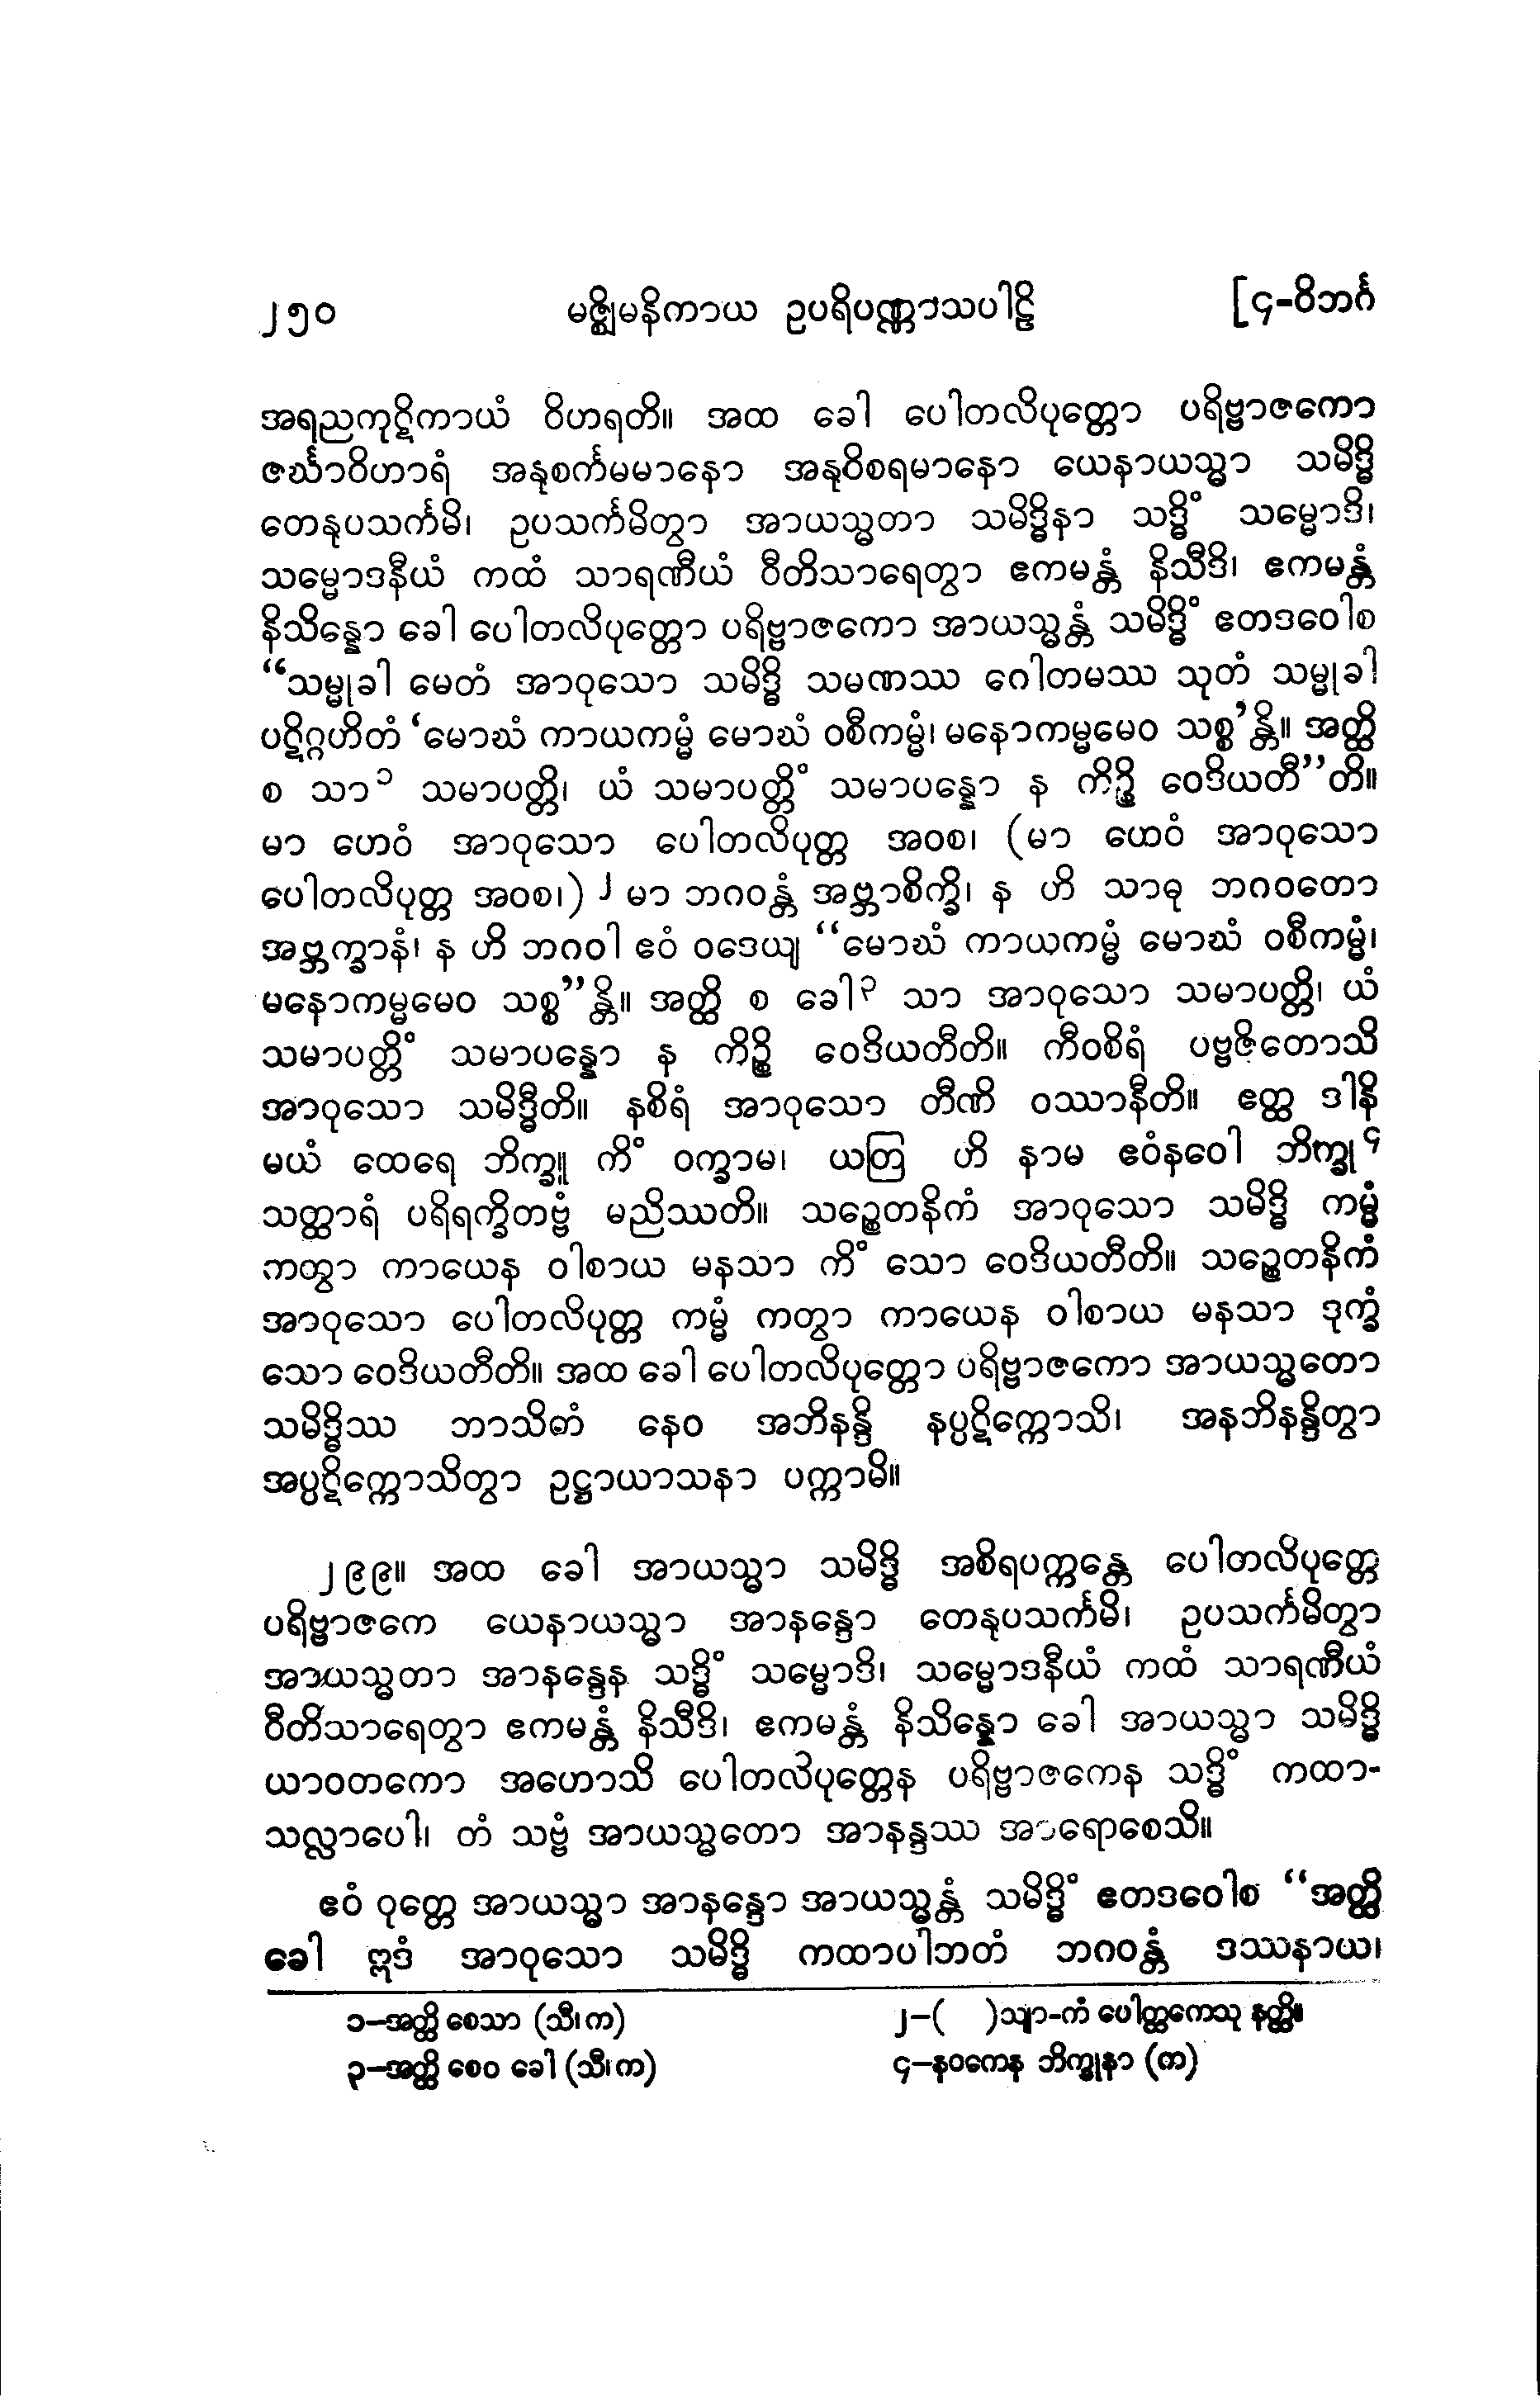 ၂၅၀ မဇ္ဈိမနိကာယ ဥပရိပဏ္ဏာသပါဠိ [၄-ဝိဘင်္ဂ
အရညကုဋိကာယံ ဝိဟရတိ။ အထ ခေါ ပေါတလိပုတ္တော ပရိဗ္ဗာဇကော
ဇင်္ဃာဝိဟာရံ အနုစင်္ကမမာနော အနုဝိစရမာနော ယေနာယသ္မာ သမိဒ္ဓိ
တေနုပသင်္ကမိ၊ ဥပသင်္ကမိတွာ အာယသ္မတာ သမိဒ္ဓိနာ သဒ္ဓိံ သမ္မောဒိ၊
သမ္မောဒနီယံ ကထံ သာရဏီယံ ဝီတိသာရေတွာ ဧကမန္တံ နိသီဒိ၊ ဧကမန္တံ
နိသိန္နော ခေါ ပေါတလိပုတ္တော ပရိဗ္ဗာဇကော အာယသ္မန္တံ သမိဒ္ဓိံ ဧတဒဝေါစ
“သမ္မုခါ မေတံ အာဝုသော သမိဒ္ဓိ သမဏဿ ဂေါတမဿ သုတံ သမ္မုခါ
ပဋိဂ္ဂဟိတံ ‘မောဃံ ကာယကမ္မံ မောဃံ ဝစီကမ္မံ၊ မနောကမ္မမေဝ သစ္စ’န္တိ။ အတ္ထိ
စ သာ ၁ သမာပတ္တိ၊ ယံ သမာပတ္တိံ သမာပန္နော န ကိဉ္စိ ဝေဒိယတီ”တိ။
မာ ဟေဝံ အာဝုသော ပေါတလိပုတ္တ အဝစ၊ (မာ ဟေဝံ အာဝုသော
ပေါတလိပုတ္တ အဝစ၊) ၂ မာ ဘဂဝန္တံ အဗ္ဘာစိက္ခိ၊ န ဟိ သာဓု ဘဂဝတော
အဗ္ဘက္ခာနံ၊ န ဟိ ဘဂဝါ ဧဝံ ဝဒေယျ “မောဃံ ကာယကမ္မံ မောဃံ ဝစီကမ္မံ၊
မနောကမ္မမေဝ သစ္စ”န္တိ။ အတ္ထိ စ ခေါ ၃ သာ အာဝုသော သမာပတ္တိ၊ ယံ
သမာပတ္တိံ သမာပန္နော န ကိဉ္စိ ဝေဒိယတီတိ။ ကီဝစိရံ ပဗ္ဗဇိတောသိ
အာဝုသော သမိဒ္ဓီတိ။ နစိရံ အာဝုသော တီဏိ ဝဿာနီတိ။ ဧတ္ထ ဒါနိ
မယံ ထေရေ ဘိက္ခူ ကိံ ဝက္ခာမ၊ ယတြ ဟိ နာမ ဧဝံနဝေါ ဘိက္ခု ၄
သတ္ထာရံ ပရိရက္ခိတဗ္ဗံ မညိဿတိ။ သဉ္စေတနိကံ အာဝုသော သမိဒ္ဓိ ကမ္မံ
ကတွာ ကာယေန ဝါစာယ မနသာ ကိံ သော ဝေဒိယတီတိ။ သဉ္စေတနိကံ
အာဝုသော ပေါတလိပုတ္တ ကမ္မံ ကတွာ ကာယေန ဝါစာယ မနသာ ဒုက္ခံ
သော ဝေဒိယတီတိ။ အထ ခေါ ပေါတလိပုတ္တော ပရိဗ္ဗာဇကော အာယသ္မတော
သမိဒ္ဓိဿ ဘာသိတံ နေဝ အဘိနန္ဒိ နပ္ပဋိက္ကောသိ၊ အနဘိနန္ဒိတွာ
အပ္ပဋိက္ကောသိတွာ ဥဋ္ဌာယာသနာ ပက္ကာမိ။
၂၉၉။ အထ ခေါ အာယသ္မာ သမိဒ္ဓိ အစိရပက္ကန္တေ ပေါတလိပုတ္တေ
ပရိဗ္ဗာဇကေ ယေနာယသ္မာ အာနန္ဒော တေနုပသင်္ကမိ၊ ဥပသင်္ကမိတွာ
အာယသ္မတာ အာနန္ဒေန သဒ္ဓိံ သမ္မောဒိ၊ သမ္မောဒနီယံ ကထံ သာရဏီယံ
ဝီတိသာရေတွာ ဧကမန္တံ နိသီဒိ၊ ဧကမန္တံ နိသိန္နော ခေါ အာယသ္မာ သမိဒ္ဓိ
ယာဝတကော အဟောသိ ပေါတလိပုတ္တေန ပရိဗ္ဗာဇကေန သဒ္ဓိံ ကထာ-
သလ္လာပေါ၊ တံ သဗ္ဗံ အာယသ္မတော အာနန္ဒဿ အာရောစေသိ။
ဧဝံ ဝုတ္တေ အာယသ္မာ အာနန္ဒော အာယသ္မန္တံ သမိဒ္ဓိံ ဧတဒဝေါစ “အတ္ထိ
ခေါ ဣဒံ အာဝုသော သမိဒ္ဓိ ကထာပါဘတံ ဘဂဝန္တံ ဒဿနာယ၊
၁-အတ္ထိ စေသာ (သီ၊က) ၂-( )သျာ-ကံ ပေါတ္ထကေသု နတ္ထိ။
၃-အတ္ထိ စေဝ ခေါ (သီ၊က) ၄-နဝကေန ဘိက္ခုနာ (က)